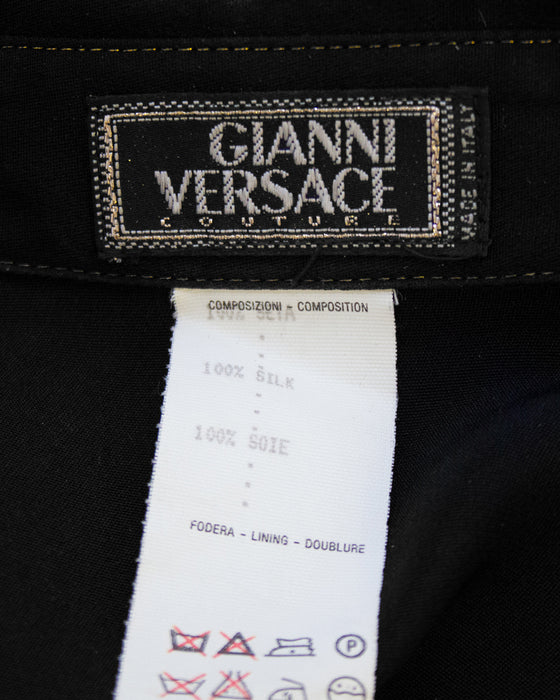 GIANNI
VERSACE
COUTURE
MADE IN ITALY
COMPOSIZIONI - COMPOSITION
100% SETA
100% SILK
100% SOIE
FODERA - LINING - DOUBLURE
P